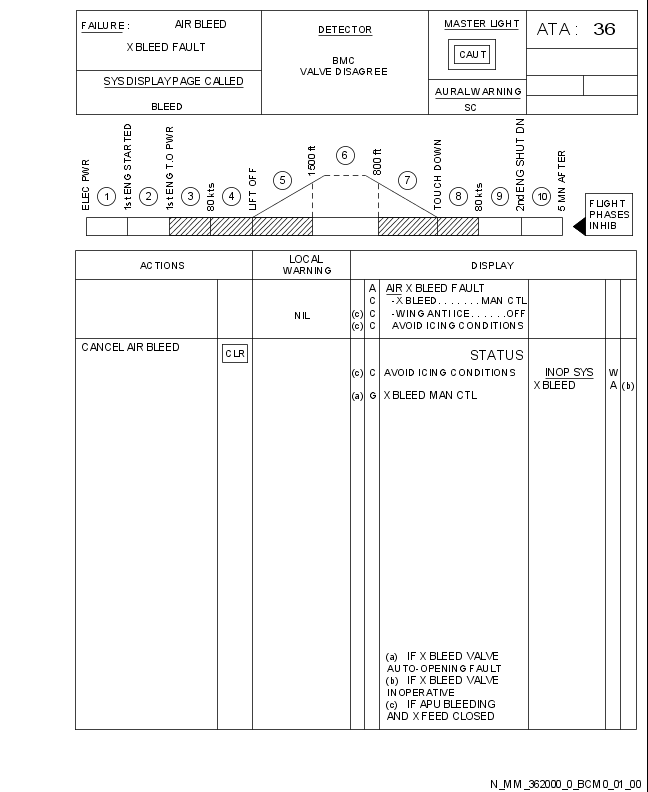 FAILURE: AIR BLEED
X BLEED FAULT
SYS DISPLAY PAGE CALLED
BLEED
DETECTOR
BMC
VALVE DISAGREE
MASTER LIGHT
CAUT
AURAL WARNING
SC
ATA: 36
ELEC PWR
1
1st ENG STARTED
2
1st ENG T.O PWR
3
80 kts
4
LIFT OFF
5
1500 ft
6
800 ft
7
TOUCH DOWN
8
80 kts
9
2nd ENG SHUT DN
10
5 MN AFTER
FLIGHT
PHASES
INHIB
ACTIONS
LOCAL
WARNING
DISPLAY
NIL
A AIR X BLEED FAULT
C -X BLEED.......MAN CTL
(c) C -WING ANTI ICE......OFF
(c) C AVOID ICING CONDITIONS
CANCEL AIR BLEED
CLR
STATUS
(c) C AVOID ICING CONDITIONS
INOP SYS W
X BLEED A (b)
(a) G X BLEED MAN CTL
(a) IF X BLEED VALVE
AUTO-OPENING FAULT
(b) IF X BLEED VALVE
INOPERATIVE
(c) IF APU BLEEDING
AND X FEED CLOSED
N_MM_362000_0_BCM0_01_00